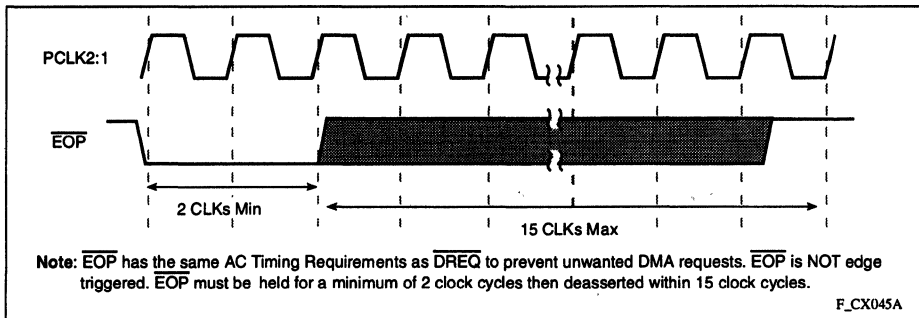 PCLK2:1
EOP
2 CLKs Min
15 CLKs Max
Note: EOP has the same AC Timing Requirements as DREQ to prevent unwanted DMA requests. EOP is NOT edge
triggered. EOP must be held for a minimum of 2 clock cycles then deasserted within 15 clock cycles.
F_CX045A